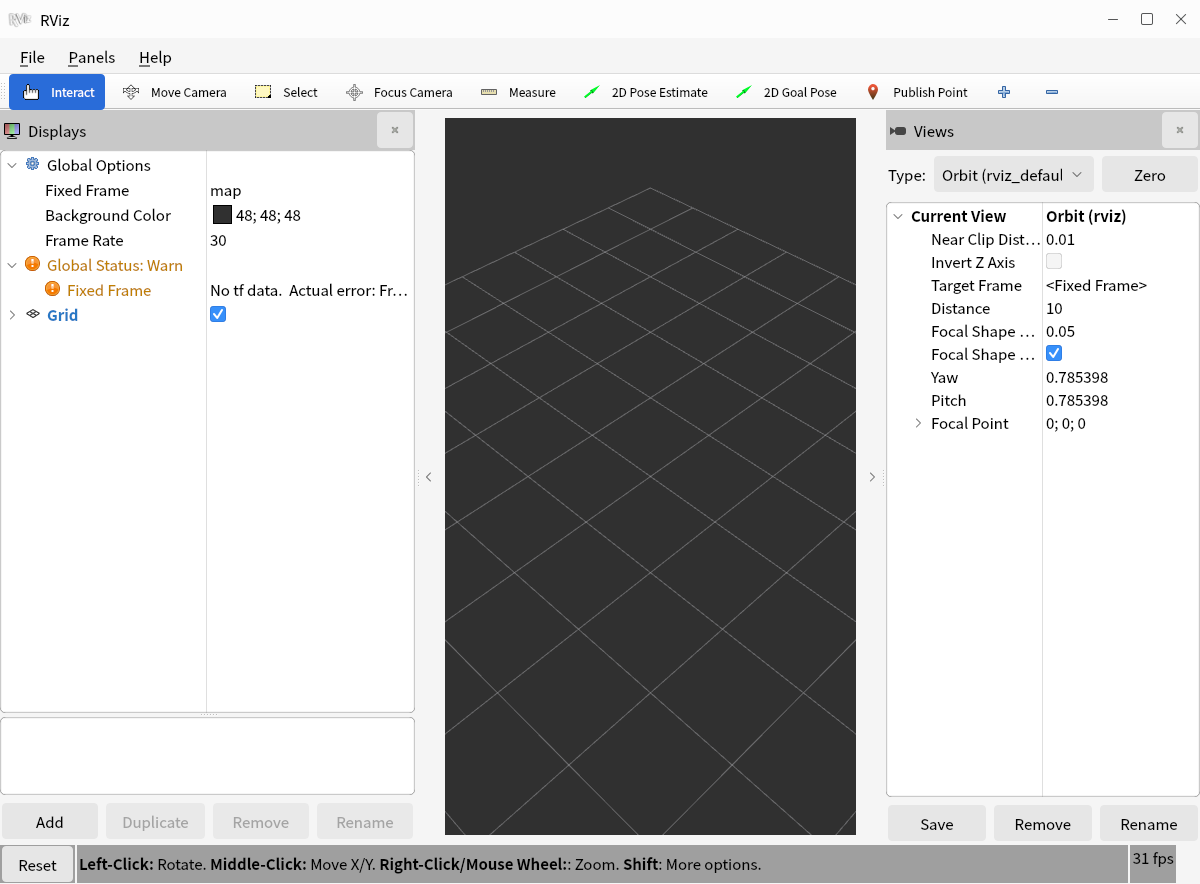 RViz
File Panels Help
Interact Move Camera Select Focus Camera Measure 2D Pose Estimate 2D Goal Pose Publish Point
Displays
Global Options
Fixed Frame map
Background Color 48; 48; 48
Frame Rate 30
Global Status: Warn
Fixed Frame No tf data.  Actual error: Fr…
Grid
Add Duplicate Remove Rename
Views
Type: Orbit (rviz_defaul Zero
Current View Orbit (rviz)
Near Clip Dist… 0.01
Invert Z Axis
Target Frame <Fixed Frame>
Distance 10
Focal Shape … 0.05
Focal Shape …
Yaw 0.785398
Pitch 0.785398
Focal Point 0; 0; 0
Save Remove Rename
Reset Left-Click: Rotate. Middle-Click: Move X/Y. Right-Click/Mouse Wheel:: Zoom. Shift: More options. 31 fps